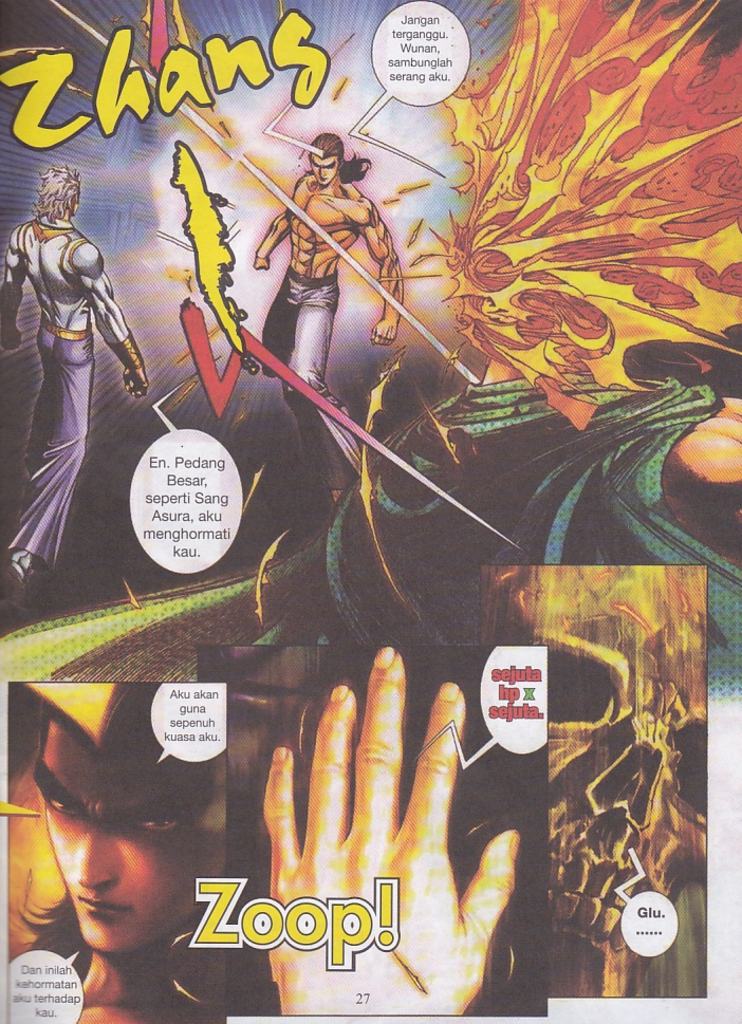 Zhang
Jangan
terganggu.
Wunan,
sambunglah
serang aku.
En. Pedang
Besar,
seperti Sang
Asura, aku
menghormati
kau.
Aku akan
guna
sepenuh
kuasa aku.
sejuta
hp x
sejuta.
Zoop!
Glu.
......
Dan inilah
kehormatan
aku terhadap
kau.
27